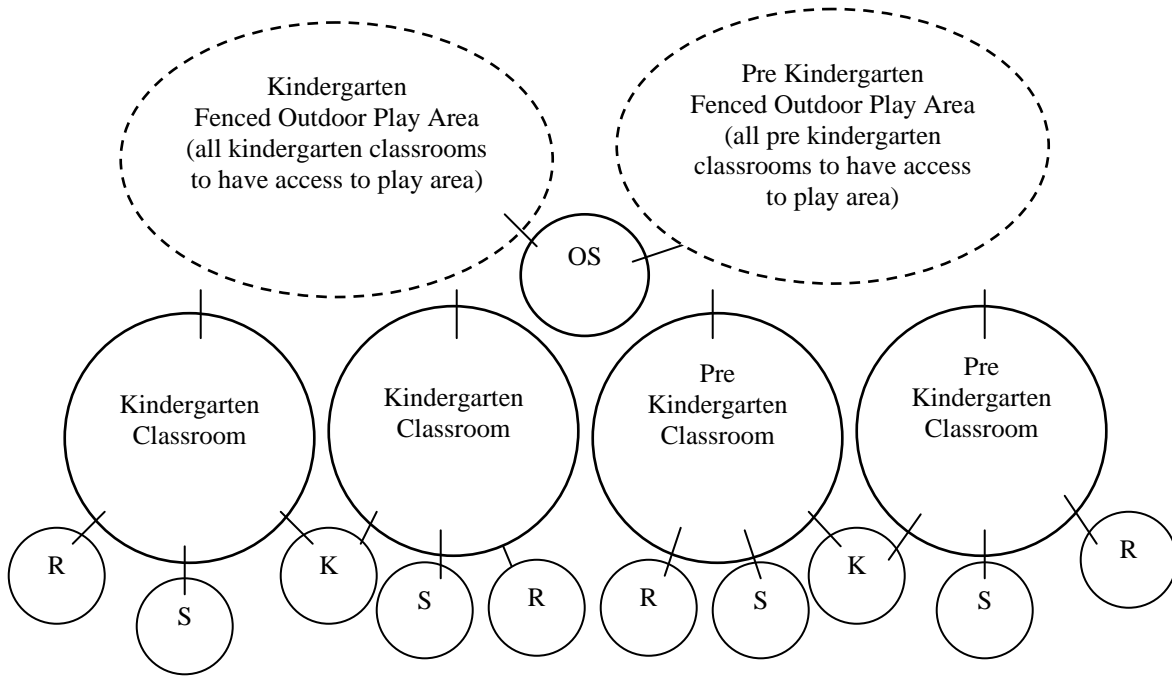 Kindergarten
Fenced Outdoor Play Area
(all kindergarten classrooms
to have access to play area)
Pre Kindergarten
Fenced Outdoor Play Area
(all pre kindergarten
classrooms to have access
to play area)
OS
Kindergarten
Classroom
Kindergarten
Classroom
Pre
Kindergarten
Classroom
Pre
Kindergarten
Classroom
R
S
K
S
R
R
S
K
S
R